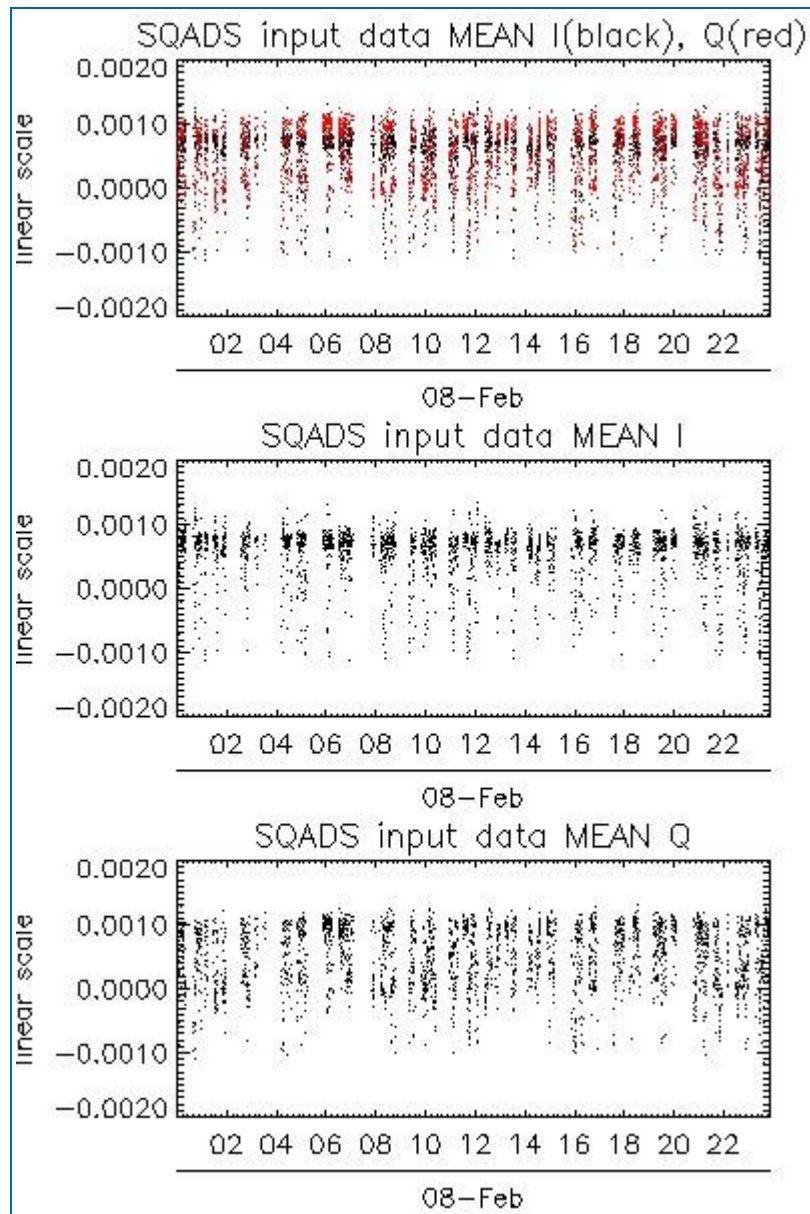 SQADS input data MEAN I(black), Q(red)
0.0020
0.0010
0.0000
−0.0010
−0.0020
linear scale
02 04 06 08 10 12 14 16 18 20 22
08−Feb
SQADS input data MEAN I
0.0020
0.0010
0.0000
−0.0010
−0.0020
linear scale
02 04 06 08 10 12 14 16 18 20 22
08−Feb
SQADS input data MEAN Q
0.0020
0.0010
0.0000
−0.0010
−0.0020
linear scale
02 04 06 08 10 12 14 16 18 20 22
08−Feb